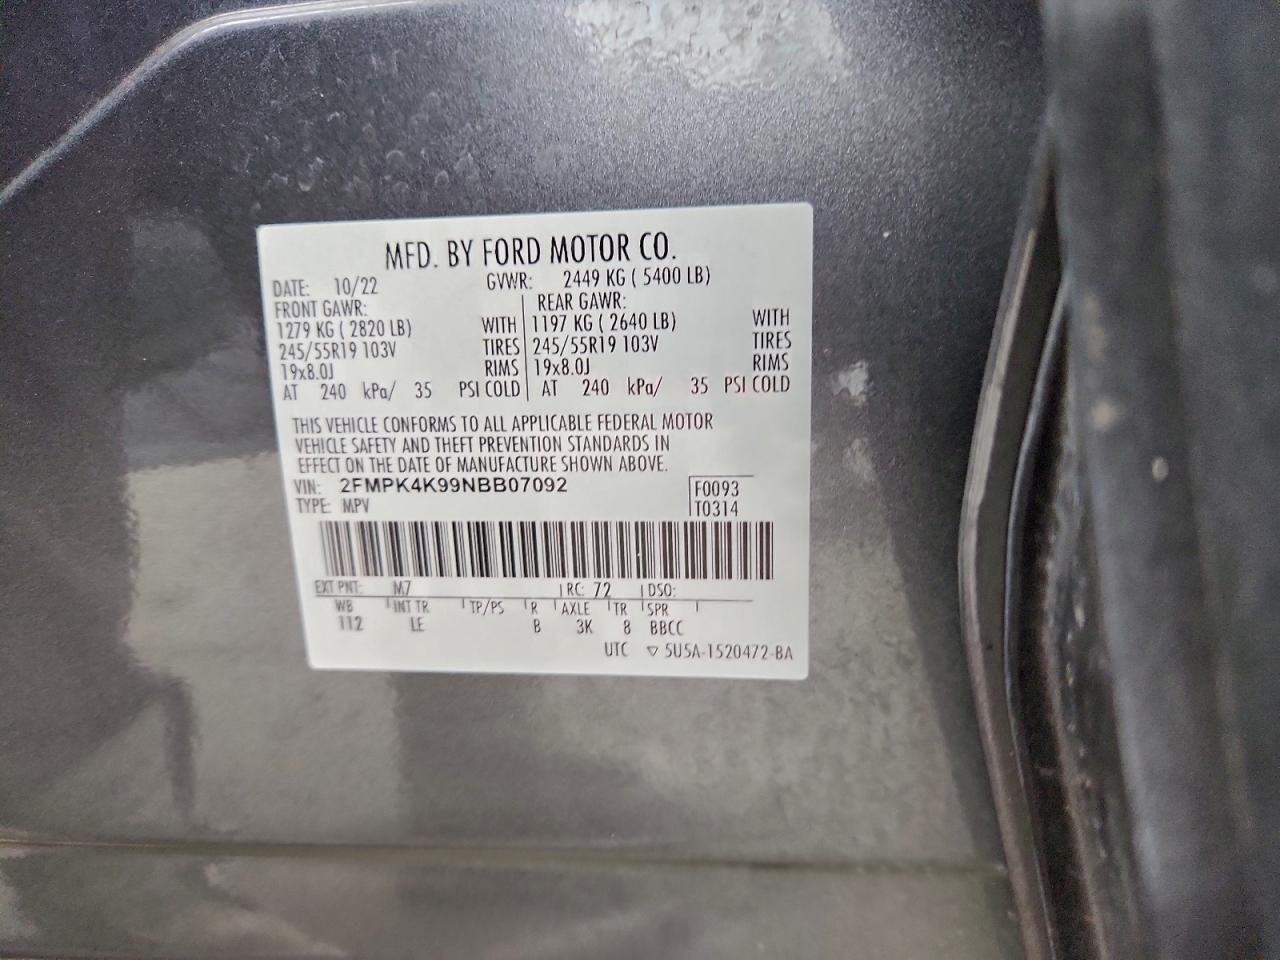 MFD. BY FORD MOTOR CO.
DATE: 10/22 GVWR: 2449 KG ( 5400 LB)
FRONT GAWR: REAR GAWR:
1279 KG ( 2820 LB) WITH 1197 KG ( 2640 LB) WITH
245/55R19 103V TIRES 245/55R19 103V TIRES
19x8.0J RIMS 19x8.0J RIMS
AT 240 kPa/ 35 PSI COLD AT 240 kPa/ 35 PSI COLD
THIS VEHICLE CONFORMS TO ALL APPLICABLE FEDERAL MOTOR
VEHICLE SAFETY AND THEFT PREVENTION STANDARDS IN
EFFECT ON THE DATE OF MANUFACTURE SHOWN ABOVE.
VIN: 2FMPK4K99NBB07092 F0093
TYPE: MPV T0314
EXT PNT: M7 RC: 72 DSO:
WB INT TR TP/PS R AXLE TR SPR
112 LE B 3K 8 BBCC
UTC ▽ 5U5A-1520472-BA